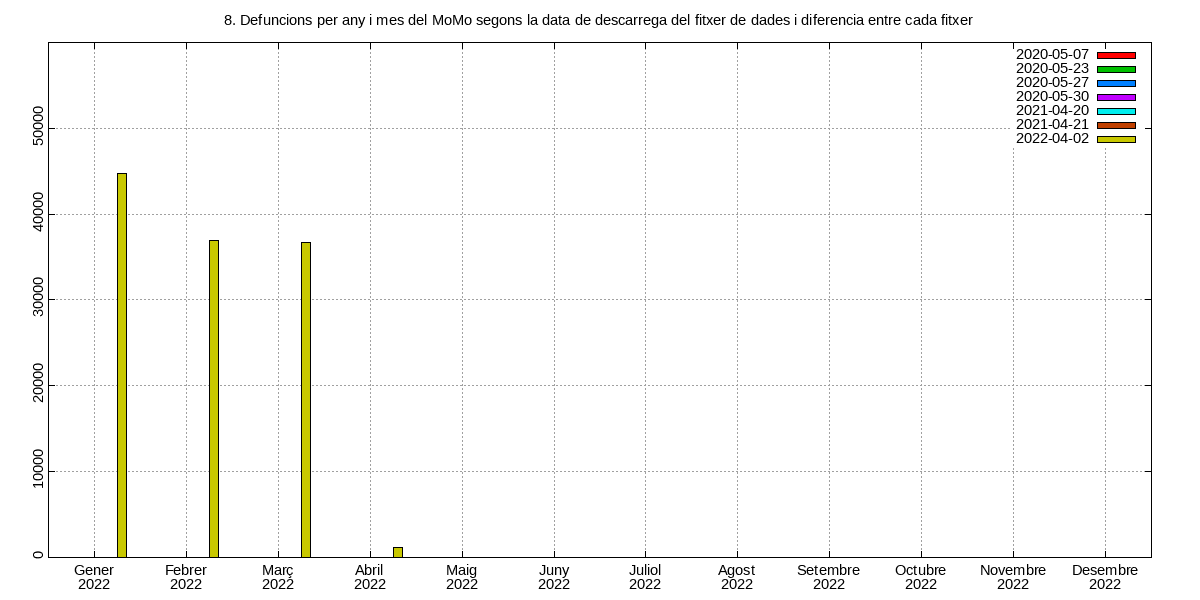 8. Defuncions per any i mes del MoMo segons la data de descarrega del fitxer de dades i diferencia entre cada fitxer
2020-05-07
2020-05-23
2020-05-27
2020-05-30
2021-04-20
2021-04-21
2022-04-02
50000
40000
30000
20000
10000
0
Gener
2022
Febrer
2022
Març
2022
Abril
2022
Maig
2022
Juny
2022
Juliol
2022
Agost
2022
Setembre
2022
Octubre
2022
Novembre
2022
Desembre
2022